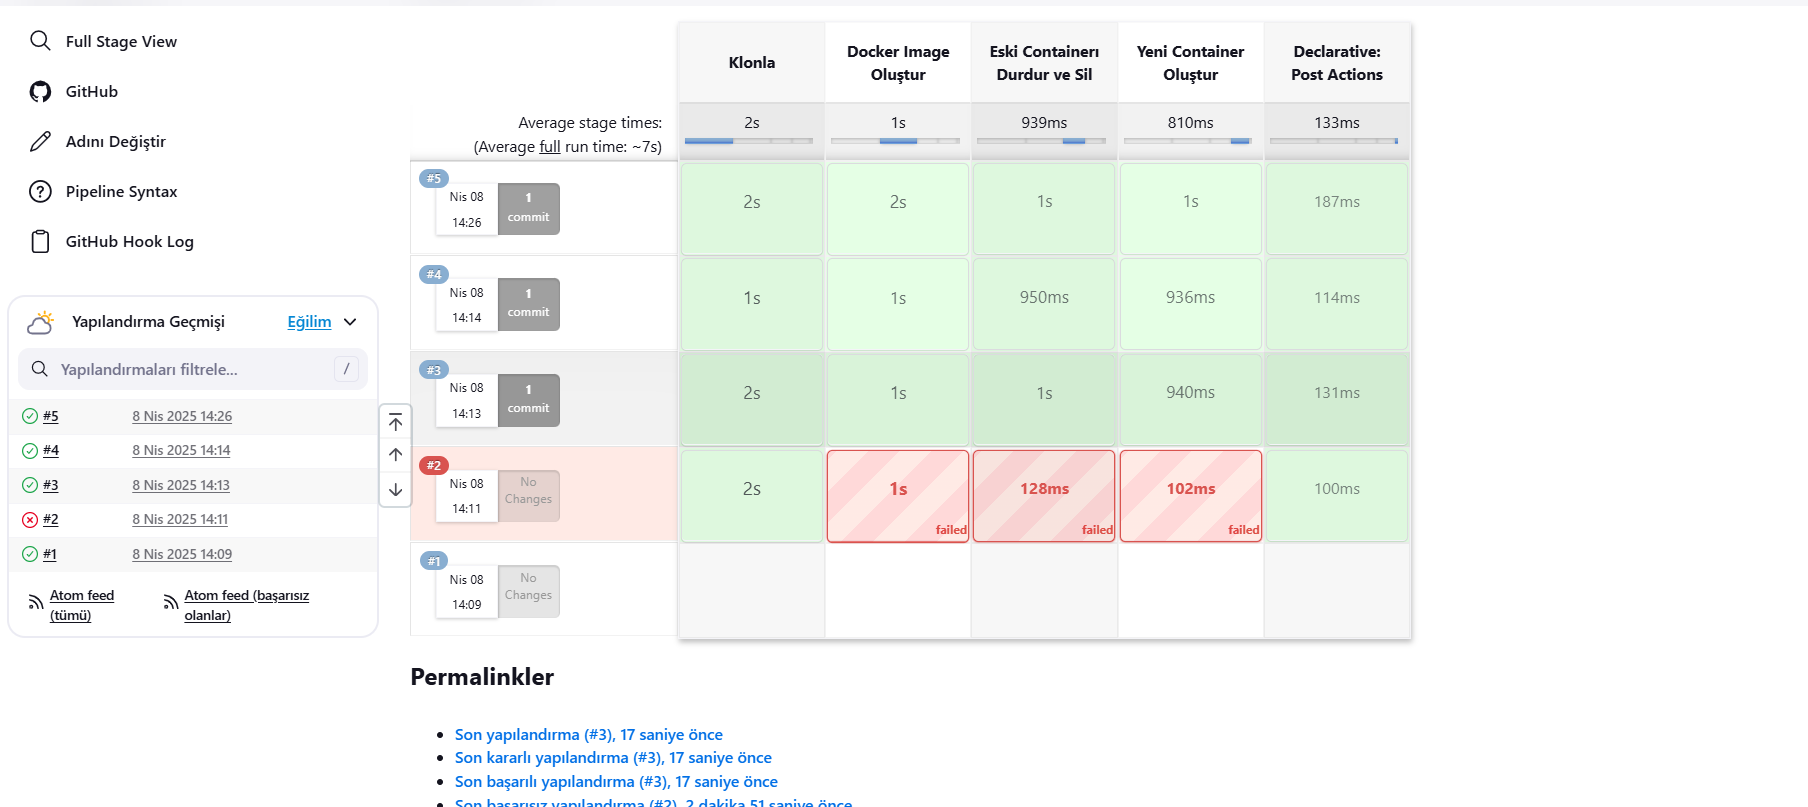 Full Stage View
GitHub
Adını Değiştir
Pipeline Syntax
GitHub Hook Log
Yapılandırma Geçmişi
Eğilim
Yapılandırmaları filtrele...
/
#5 8 Nis 2025 14:26
#4 8 Nis 2025 14:14
#3 8 Nis 2025 14:13
#2 8 Nis 2025 14:11
#1 8 Nis 2025 14:09
Atom feed
(tümü)
Atom feed (başarısız
olanlar)
Klonla
Docker Image
Oluştur
Eski Containerı
Durdur ve Sil
Yeni Container
Oluştur
Declarative:
Post Actions
Average stage times:
(Average full run time: ~7s)
2s 1s 939ms 810ms 133ms
#5
Nis 08
14:26
1
commit
2s 2s 1s 1s 187ms
#4
Nis 08
14:14
1
commit
1s 1s 950ms 936ms 114ms
#3
Nis 08
14:13
1
commit
2s 1s 1s 940ms 131ms
#2
Nis 08
14:11
No
Changes
2s 1s 128ms 102ms 100ms
failed failed failed
#1
Nis 08
14:09
No
Changes
Permalinkler
Son yapılandırma (#3), 17 saniye önce
Son kararlı yapılandırma (#3), 17 saniye önce
Son başarılı yapılandırma (#3), 17 saniye önce
Son başarısız yapılandırma (#2), 2 dakika 51 saniye önce